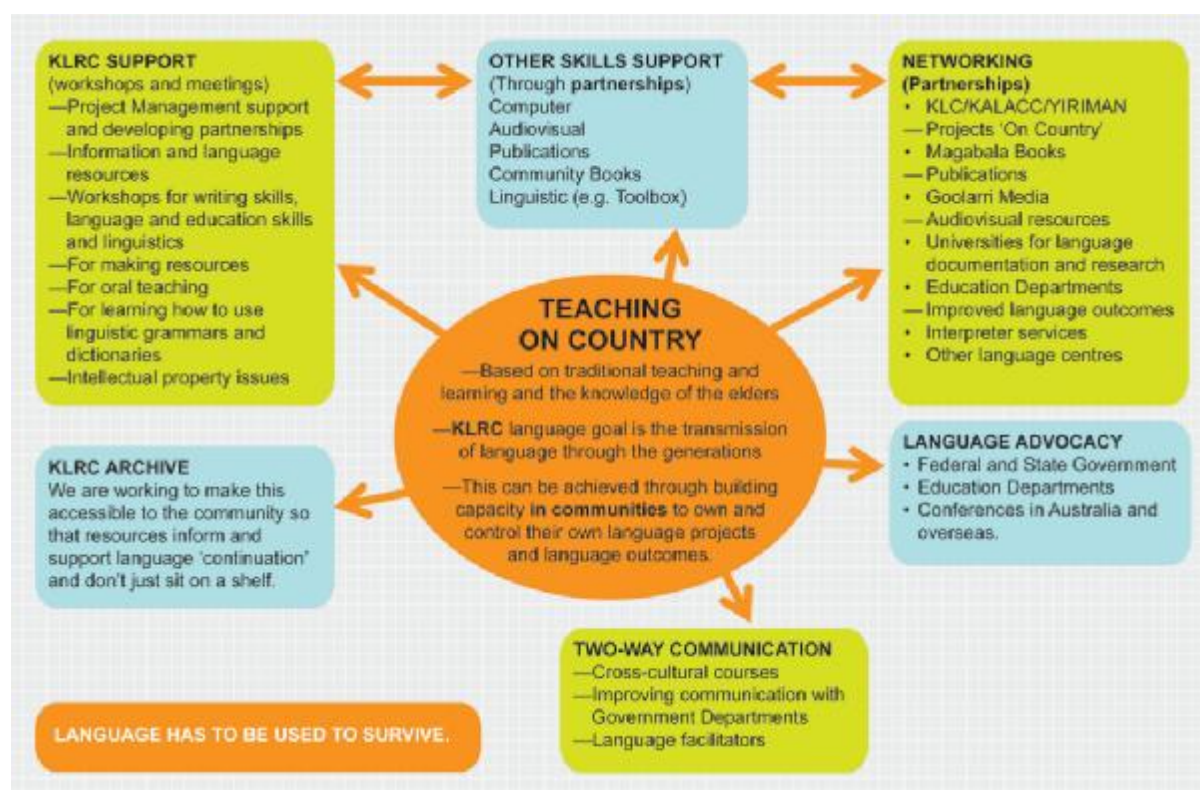 KLRC SUPPORT
(workshops and meetings)
—Project Management support
and developing partnerships
—Information and language
resources
—Workshops for writing skills,
language and education skills
and linguistics
—For making resources
—For oral teaching
—For learning how to use
linguistic grammars and
dictionaries
—Intellectual property issues
OTHER SKILLS SUPPORT
(Through partnerships)
Computer
Audiovisual
Publications
Community Books
Linguistic (e.g. Toolbox)
NETWORKING
(Partnerships)
• KLC/KALACC/YIRIMAN
—Projects ‘On Country’
• Magabala Books
—Publications
• Goolarri Media
—Audiovisual resources
• Universities for language
documentation and research
• Education Departments
—Improved language outcomes
• Interpreter services
• Other language centres
TEACHING
ON COUNTRY
—Based on traditional teaching and
learning and the knowledge of the elders
—KLRC language goal is the transmission
of language through the generations
—This can be achieved through building
capacity in communities to own and
control their own language projects
and language outcomes.
KLRC ARCHIVE
We are working to make this
accessible to the community so
that resources inform and
support language ‘continuation’
and don’t just sit on a shelf.
LANGUAGE ADVOCACY
• Federal and State Government
• Education Departments
• Conferences in Australia and
overseas.
TWO-WAY COMMUNICATION
—Cross-cultural courses
—Improving communication with
Government Departments
—Language facilitators
LANGUAGE HAS TO BE USED TO SURVIVE.